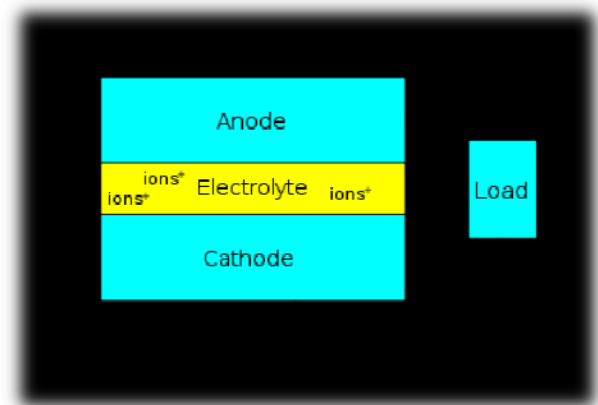 Anode
ions⁺
ions⁺
Electrolyte
ions⁺
Load
Cathode